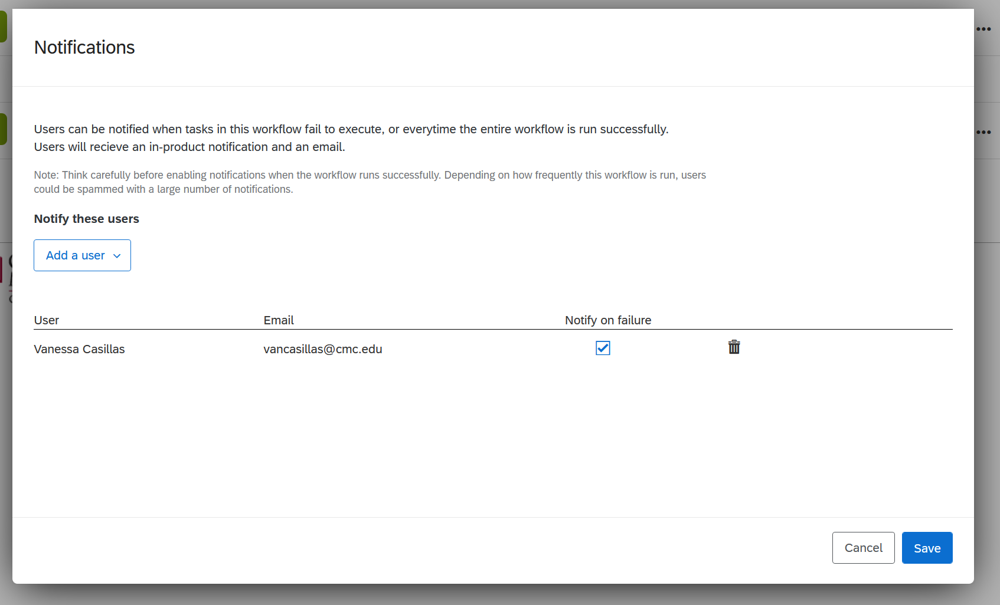 Notifications
Users can be notified when tasks in this workflow fail to execute, or everytime the entire workflow is run successfully.
Users will recieve an in-product notification and an email.
Note: Think carefully before enabling notifications when the workflow runs successfully. Depending on how frequently this workflow is run, users
could be spammed with a large number of notifications.
Notify these users
Add a user
User Email Notify on failure
Vanessa Casillas vancasillas@cmc.edu
Cancel Save